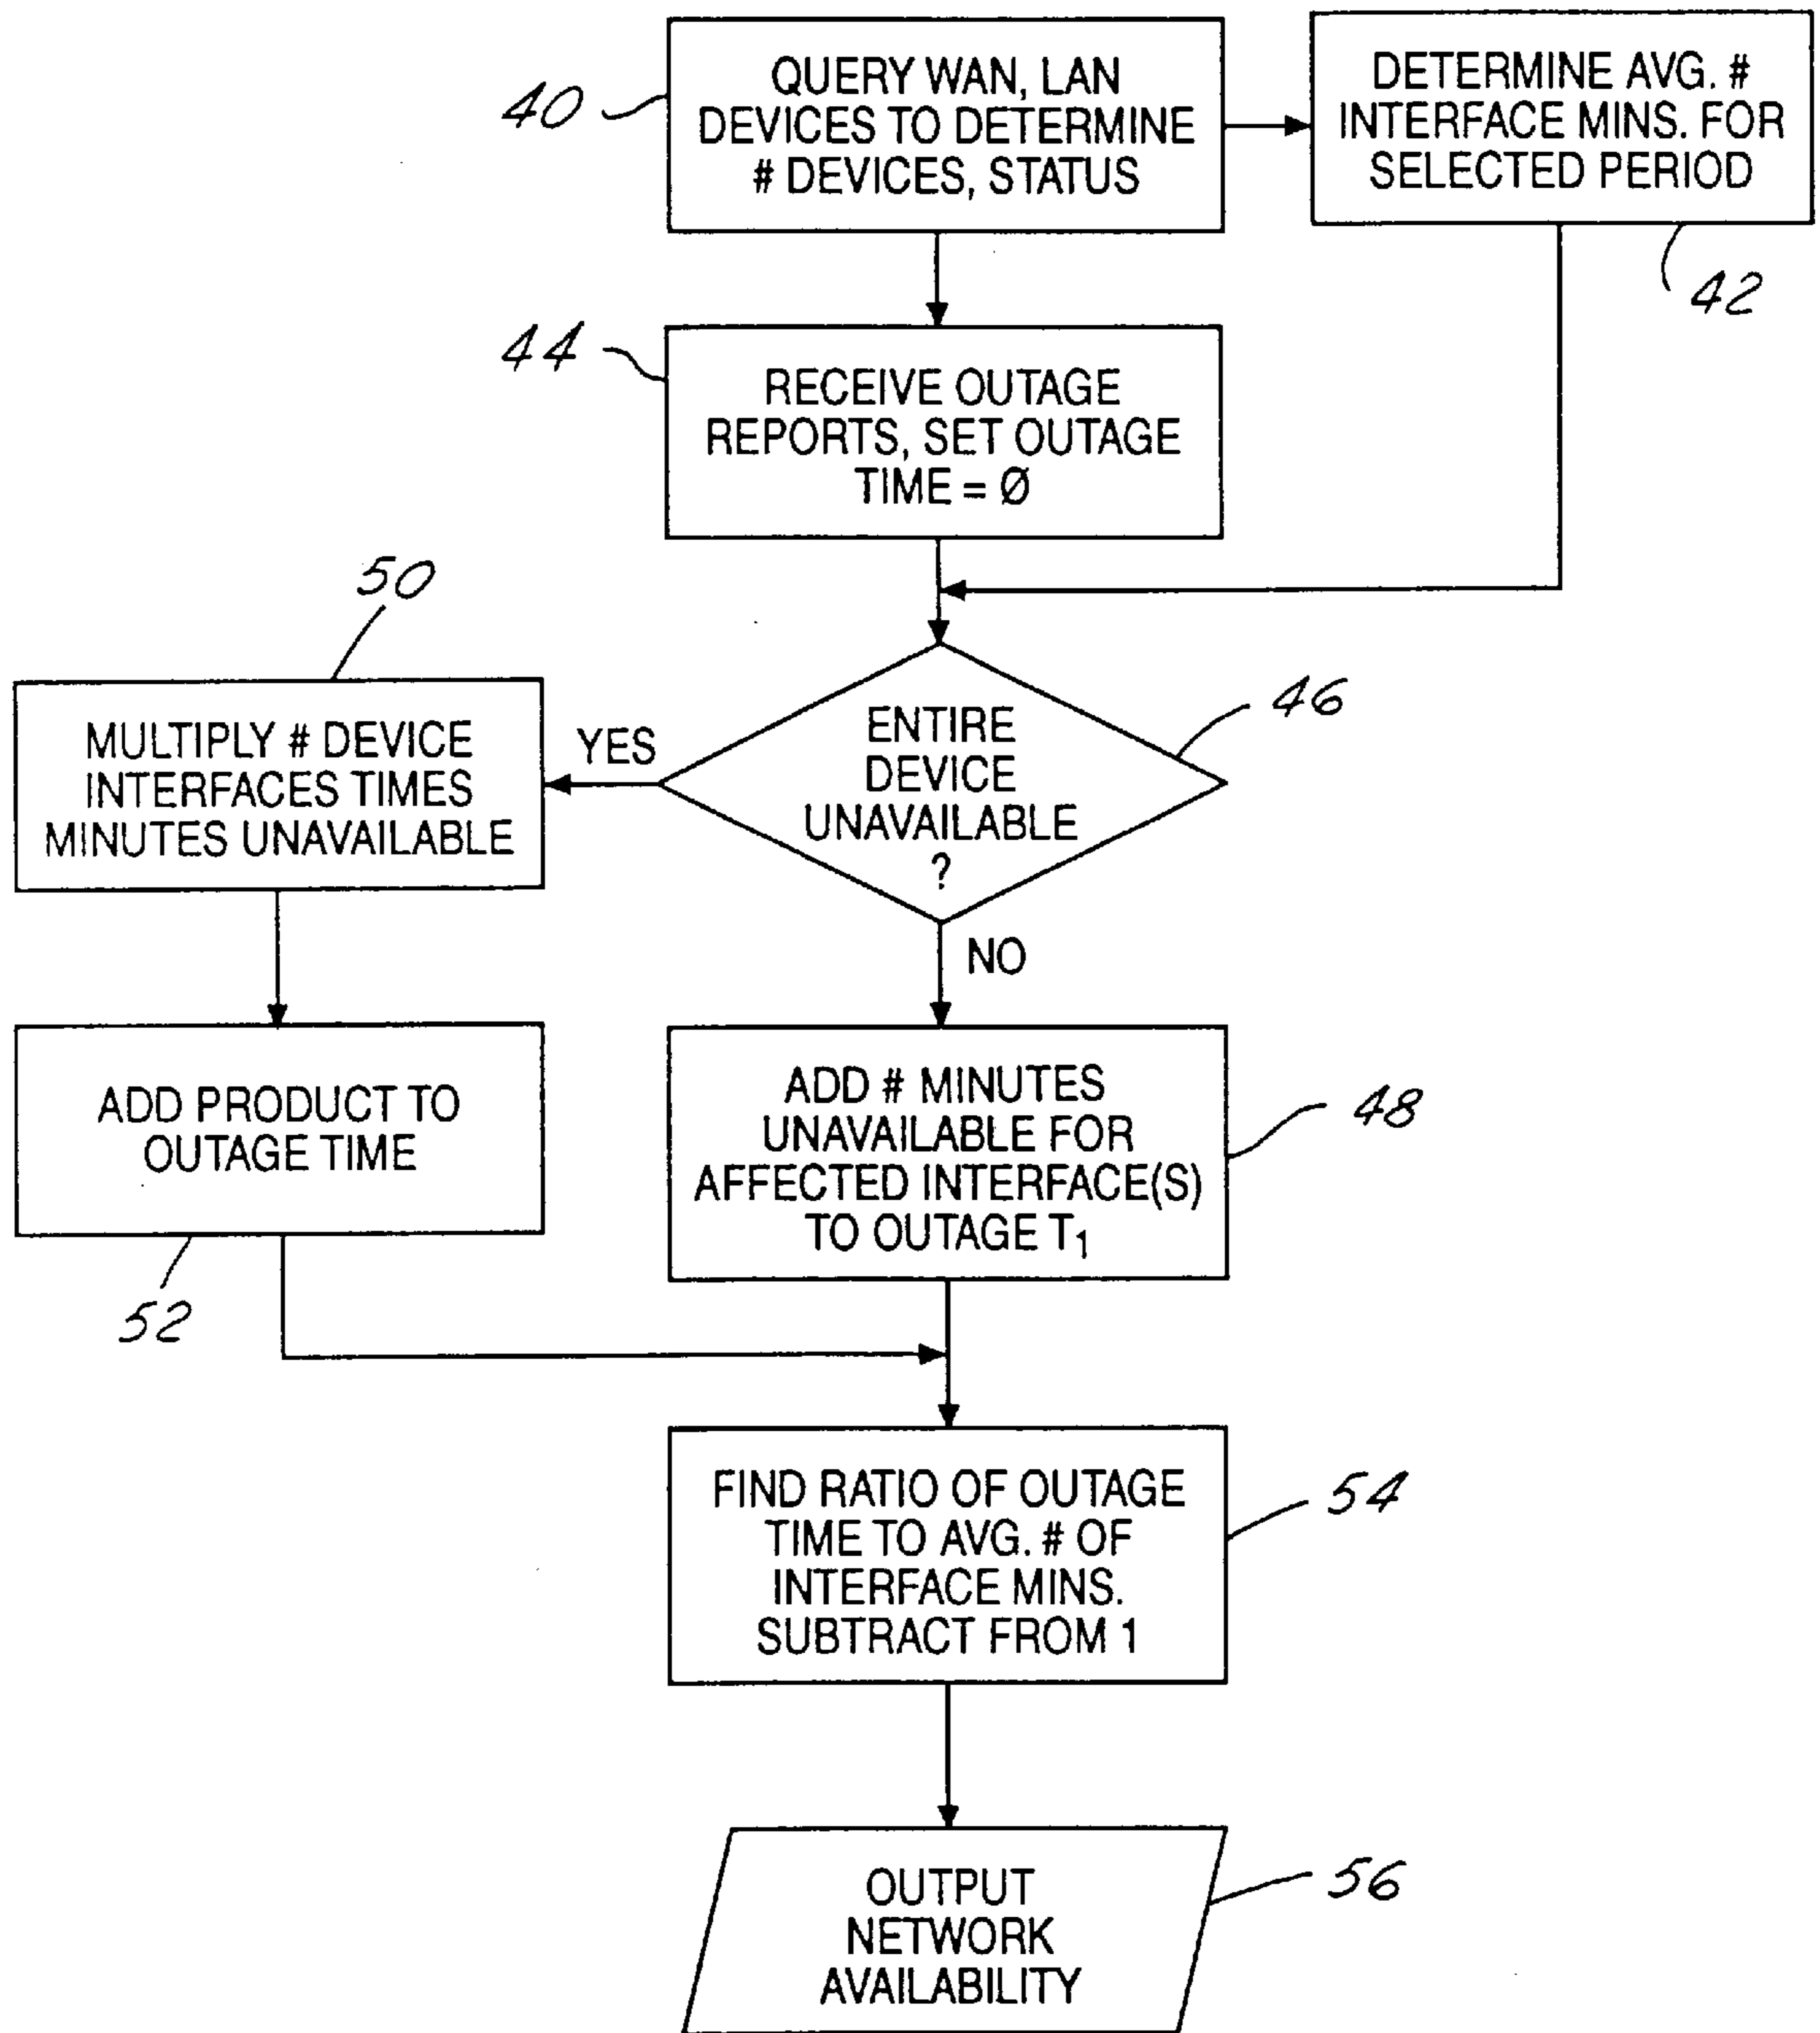 40
QUERY WAN, LAN
DEVICES TO DETERMINE
# DEVICES, STATUS
DETERMINE AVG. #
INTERFACE MINS. FOR
SELECTED PERIOD
42
44
RECEIVE OUTAGE
REPORTS, SET OUTAGE
TIME = Ø
50
MULTIPLY # DEVICE
INTERFACES TIMES
MINUTES UNAVAILABLE
YES
ENTIRE
DEVICE
UNAVAILABLE
?
46
NO
ADD PRODUCT TO
OUTAGE TIME
52
ADD # MINUTES
UNAVAILABLE FOR
AFFECTED INTERFACE(S)
TO OUTAGE T₁
48
FIND RATIO OF OUTAGE
TIME TO AVG. # OF
INTERFACE MINS.
SUBTRACT FROM 1
54
OUTPUT
NETWORK
AVAILABILITY
56